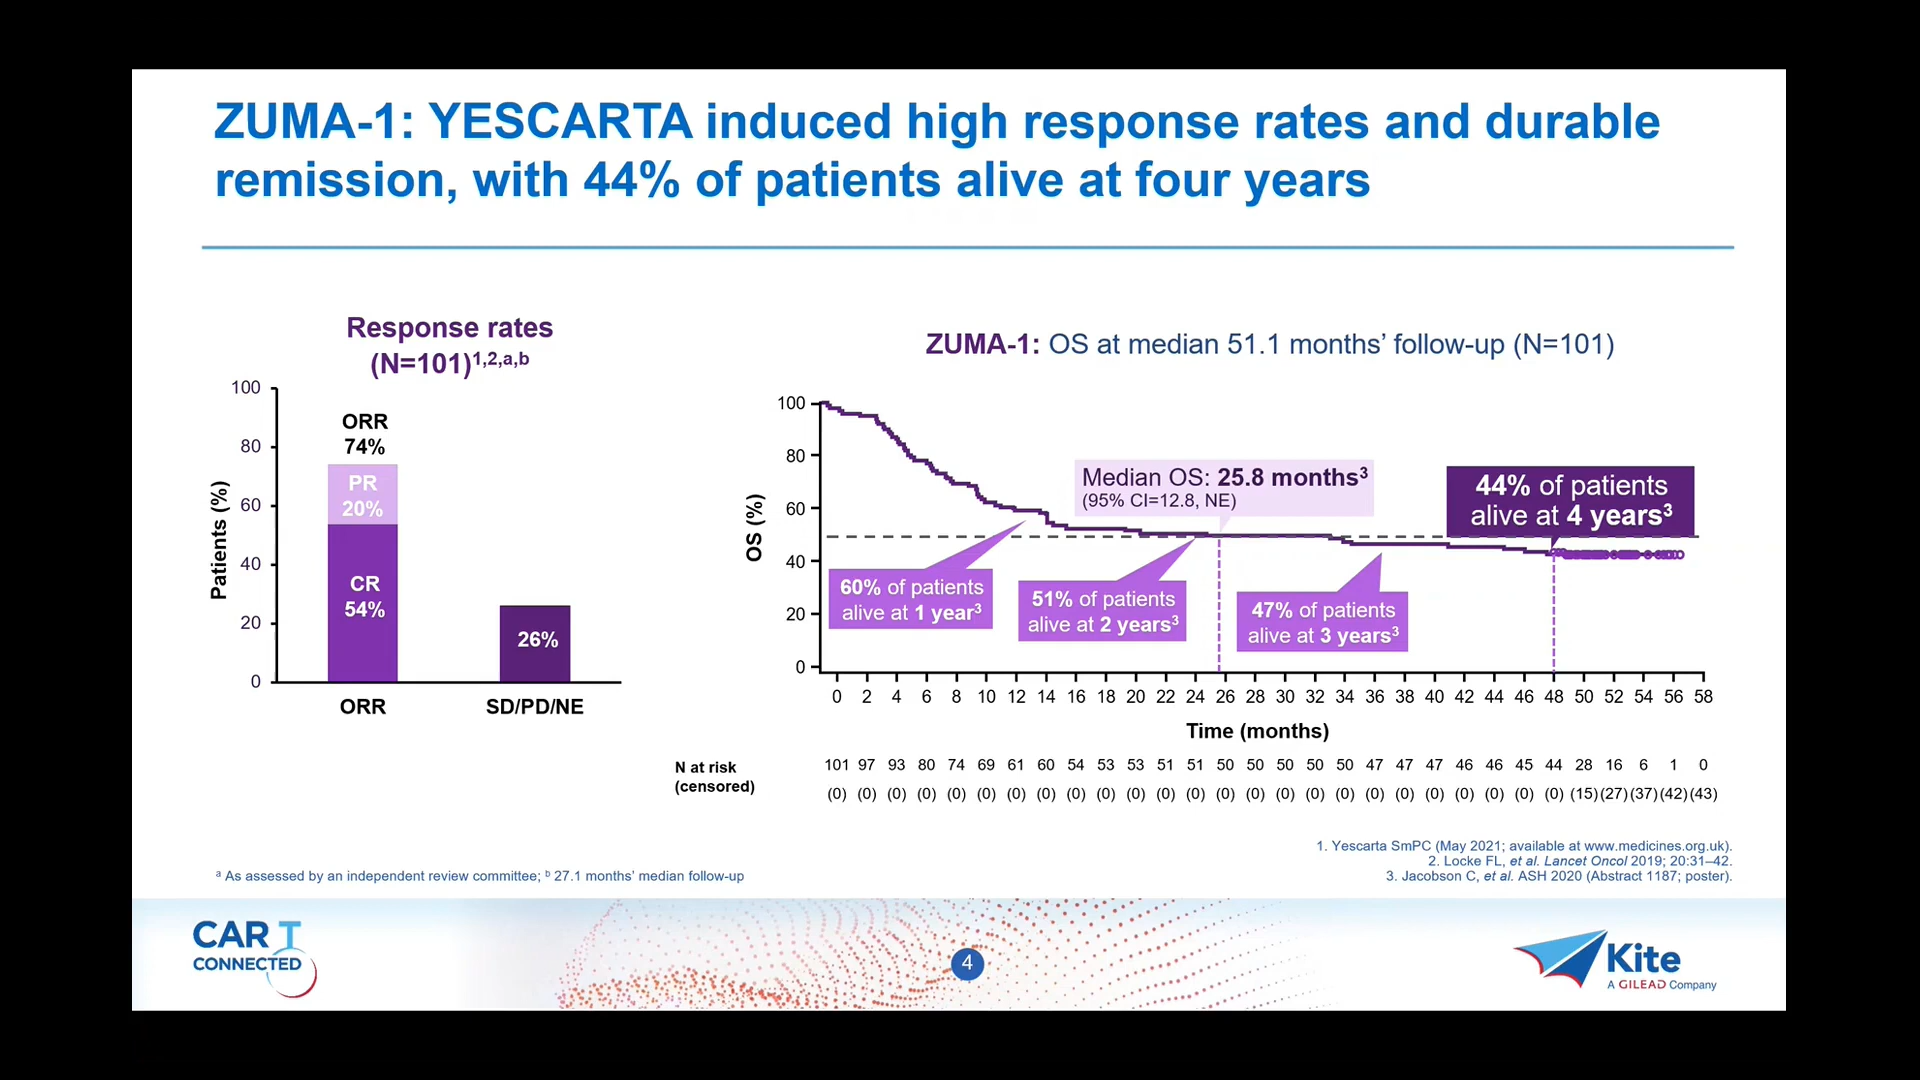 ZUMA-1: YESCARTA induced high response rates and durable
remission, with 44% of patients alive at four years
Response rates
(N=101)1,2,a,b
Patients (%)
100
80
60
40
20
0
ORR
74%
PR
20%
CR
54%
26%
ORR
SD/PD/NE
ZUMA-1: OS at median 51.1 months’ follow-up (N=101)
OS (%)
100
80
60
40
20
0
Median OS: 25.8 months3
(95% CI=12.8, NE)
44% of patients
alive at 4 years3
60% of patients
alive at 1 year3
51% of patients
alive at 2 years3
47% of patients
alive at 3 years3
0 2 4 6 8 10 12 14 16 18 20 22 24 26 28 30 32 34 36 38 40 42 44 46 48 50 52 54 56 58
Time (months)
N at risk
(censored)
101 97 93 80 74 69 61 60 54 53 53 51 51 50 50 50 50 50 47 47 47 46 46 45 44 28 16 6 1 0
(0) (0) (0) (0) (0) (0) (0) (0) (0) (0) (0) (0) (0) (0) (0) (0) (0) (0) (0) (0) (0) (0) (0) (0) (0) (15) (27) (37) (42) (43)
a As assessed by an independent review committee; b 27.1 months’ median follow-up
1. Yescarta SmPC (May 2021; available at www.medicines.org.uk).
2. Locke FL, et al. Lancet Oncol 2019; 20:31–42.
3. Jacobson C, et al. ASH 2020 (Abstract 1187; poster).
CAR T
CONNECTED
4
Kite
A GILEAD Company